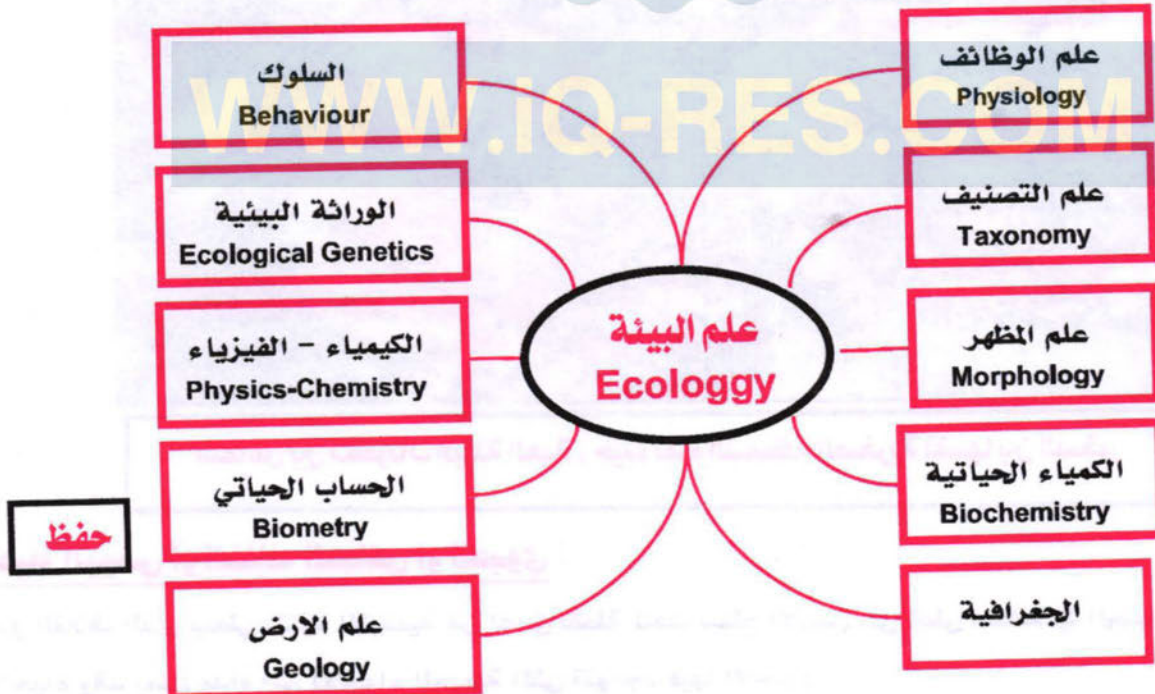 WWW.iQ-RES.COM
علم الوظائف
Physiology
السلوك
Behaviour
علم التصنيف
Taxonomy
الوراثة البيئية
Ecological Genetics
علم البيئة
Ecologgy
علم المظهر
Morphology
الكيمياء - الفيزياء
Physics-Chemistry
الكمياء الحياتية
Biochemistry
الحساب الحياتي
Biometry
حفظ
الجغرافية
علم الارض
Geology